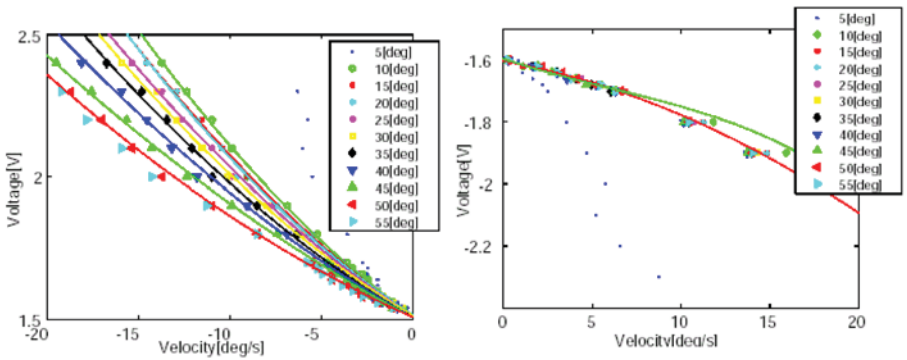 2.5
2
1.5
Voltage[V]
-20
-15
-10
-5
0
Velocity[deg/s]
5[deg]
10[deg]
15[deg]
20[deg]
25[deg]
30[deg]
35[deg]
40[deg]
45[deg]
50[deg]
55[deg]
-1.6
-1.8
-2
-2.2
Voltage[V]
0
5
10
15
20
Velocity[deg/s]
5[deg]
10[deg]
15[deg]
20[deg]
25[deg]
30[deg]
35[deg]
40[deg]
45[deg]
50[deg]
55[deg]